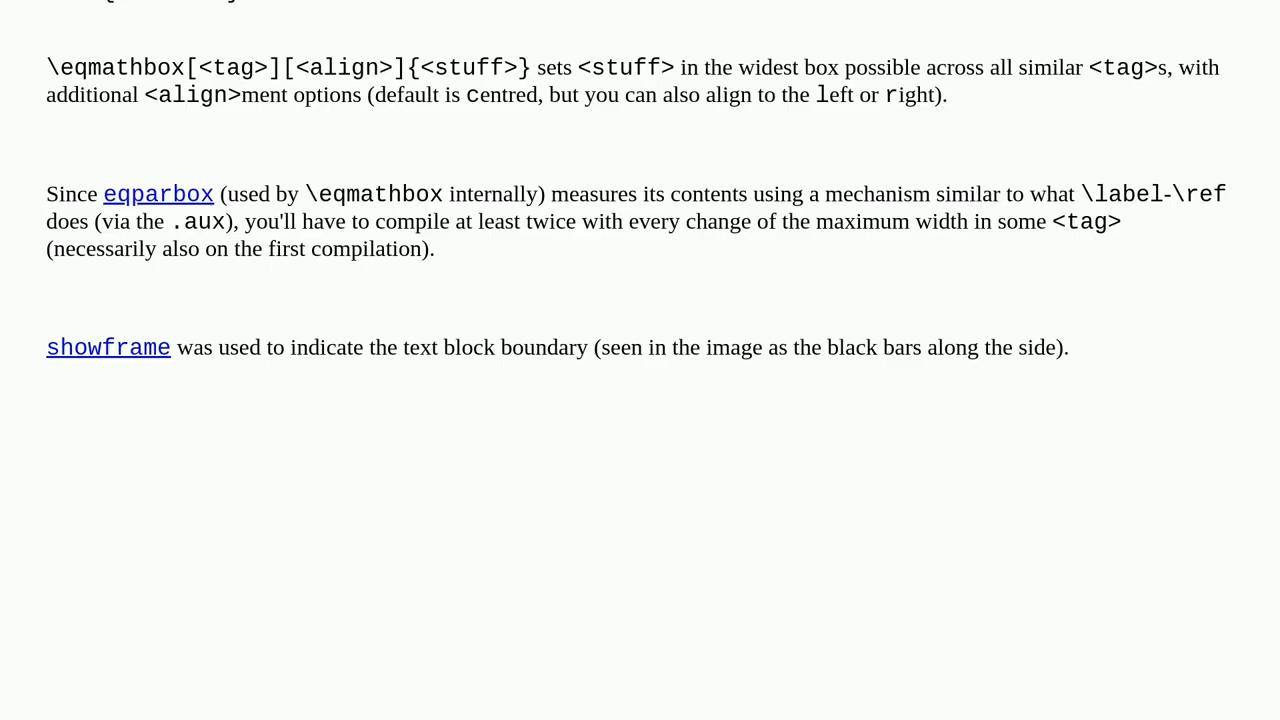 \eqmathbox[<tag>][<align>]{<stuff>} sets <stuff> in the widest box possible across all similar <tag>s, with
additional <align>ment options (default is centred, but you can also align to the left or right).
Since eqparbox (used by \eqmathbox internally) measures its contents using a mechanism similar to what \label-\ref
does (via the .aux), you'll have to compile at least twice with every change of the maximum width in some <tag>
(necessarily also on the first compilation).
showframe was used to indicate the text block boundary (seen in the image as the black bars along the side).